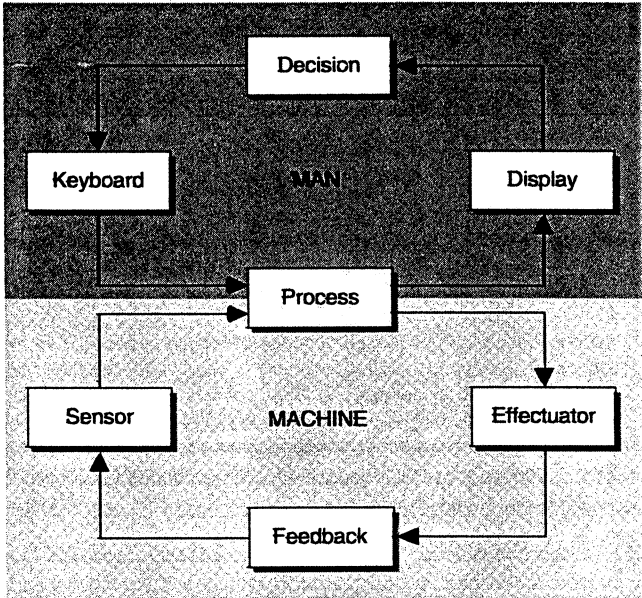 Decision
Keyboard
MAN
Display
Process
Sensor
MACHINE
Effectuator
Feedback